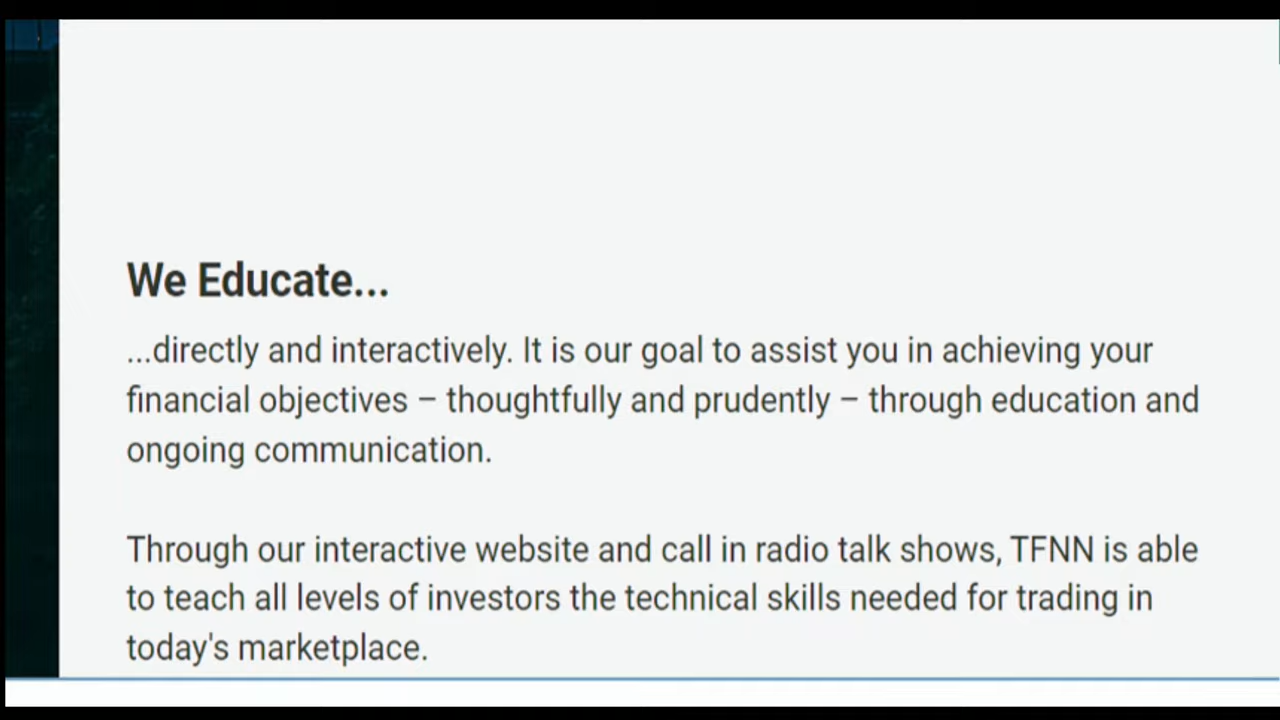 We Educate...
...directly and interactively. It is our goal to assist you in achieving your
financial objectives – thoughtfully and prudently – through education and
ongoing communication.
Through our interactive website and call in radio talk shows, TFNN is able
to teach all levels of investors the technical skills needed for trading in
today's marketplace.